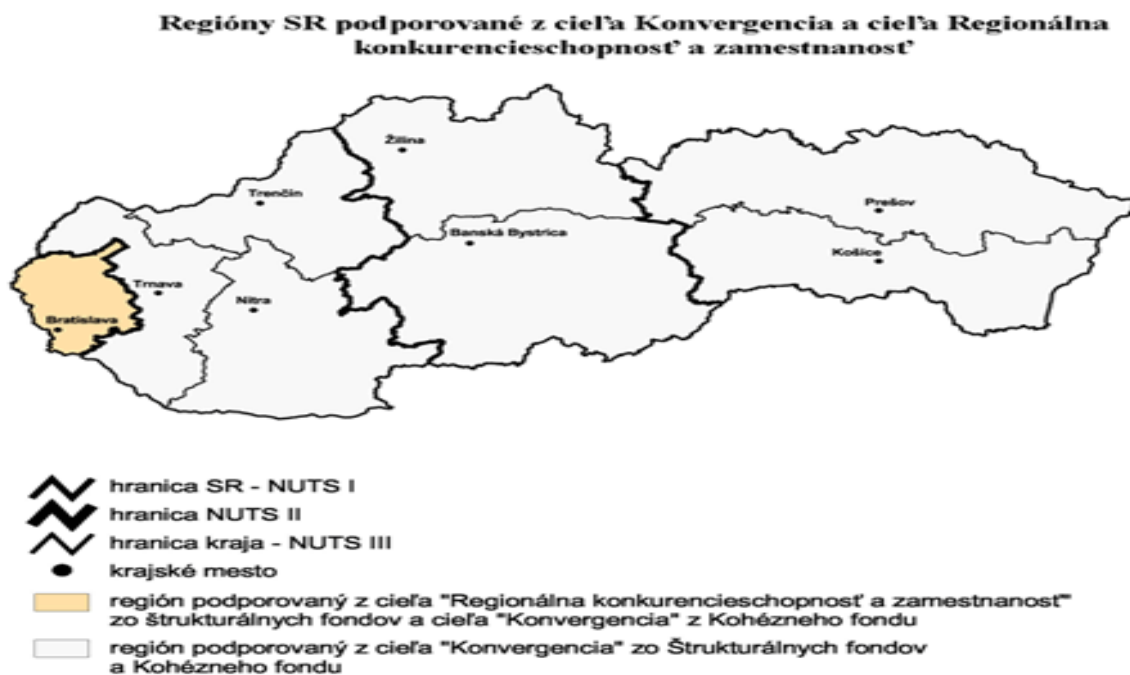 Regióny SR podporované z cieľa Konvergencia a cieľa Regionálna
konkurencieschopnosť a zamestnanosť
Žilina
Trenčín
Prešov
Banská Bystrica
Košice
Trnava
Nitra
Bratislava
hranica SR - NUTS I
hranica NUTS II
hranica kraja - NUTS III
krajské mesto
región podporovaný z cieľa "Regionálna konkurencieschopnosť a zamestnanosť"
zo štrukturálnych fondov a cieľa "Konvergencia" z Kohézneho fondu
región podporovaný z cieľa "Konvergencia" zo Štrukturálnych fondov
a Kohézneho fondu